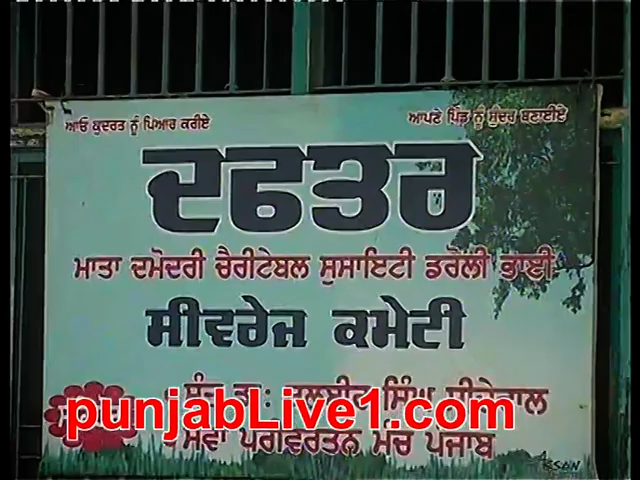 ਆਓ ਕੁਦਰਤ ਨੂੰ ਪਿਆਰ ਕਰੀਏ
ਆਪਣੇ ਪਿੰਡ ਨੂੰ ਸੁੰਦਰ ਬਣਾਈਏ
ਦਫਤਰ
ਮਾਤਾ ਦਮੋਦਰੀ ਚੈਰੀਟੇਬਲ ਸੁਸਾਇਟੀ ਡਰੋਲੀ ਭਾਈ
ਸੀਵਰੇਜ ਕਮੇਟੀ
ਡਾ: ਸਿੰਘ
punjabLive1.com
ਸੇਵਾ ਪਰੀਵਰਤਨ ਮੰਚ ਪੰਜਾਬ